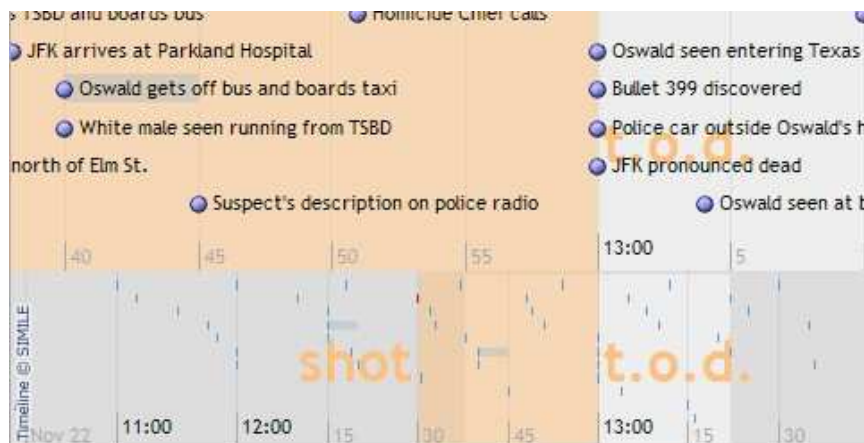 s TSBD and boards bus
Homicide Chief calls
JFK arrives at Parkland Hospital
Oswald seen entering Texas
Oswald gets off bus and boards taxi
Bullet 399 discovered
White male seen running from TSBD
Police car outside Oswald's h
t.o.d.
north of Elm St.
JFK pronounced dead
Suspect's description on police radio
Oswald seen at b
40 45 50 55 13:00 5
Timeline © SIMILE
shot t.o.d.
Nov 22 11:00 12:00 15 30 45 13:00 15 30